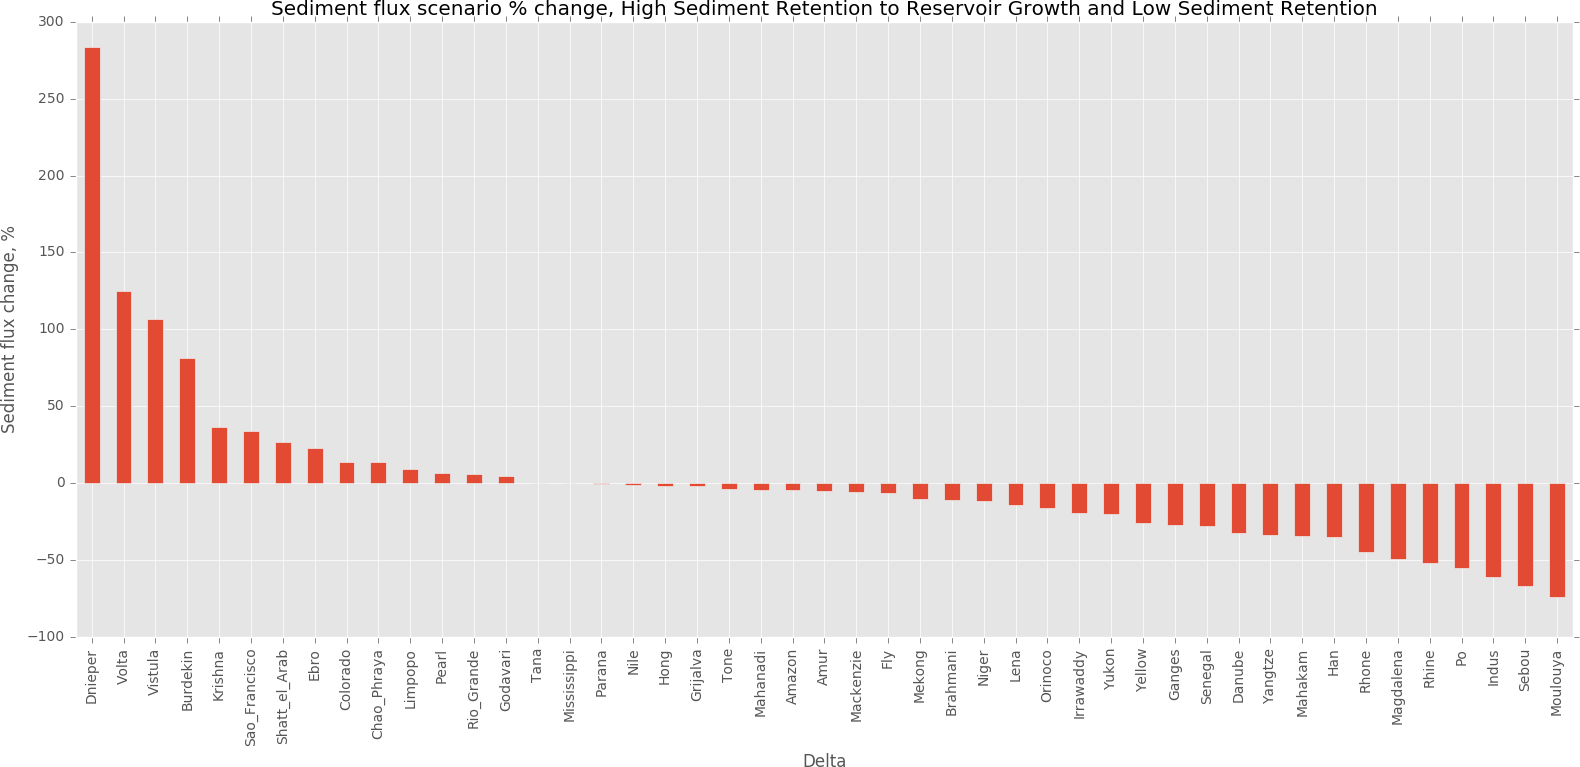 Sediment flux scenario % change, High Sediment Retention to Reservoir Growth and Low Sediment Retention
Sediment flux change, %
300
250
200
150
100
50
0
−50
−100
Dnieper
Volta
Vistula
Burdekin
Krishna
Sao_Francisco
Shatt_el_Arab
Ebro
Colorado
Chao_Phraya
Limpopo
Pearl
Rio_Grande
Godavari
Tana
Mississippi
Parana
Nile
Hong
Grijalva
Tone
Mahanadi
Amazon
Amur
Mackenzie
Fly
Mekong
Brahmani
Niger
Lena
Orinoco
Irrawaddy
Yukon
Yellow
Ganges
Senegal
Danube
Yangtze
Mahakam
Han
Rhone
Magdalena
Rhine
Po
Indus
Sebou
Moulouya
Delta